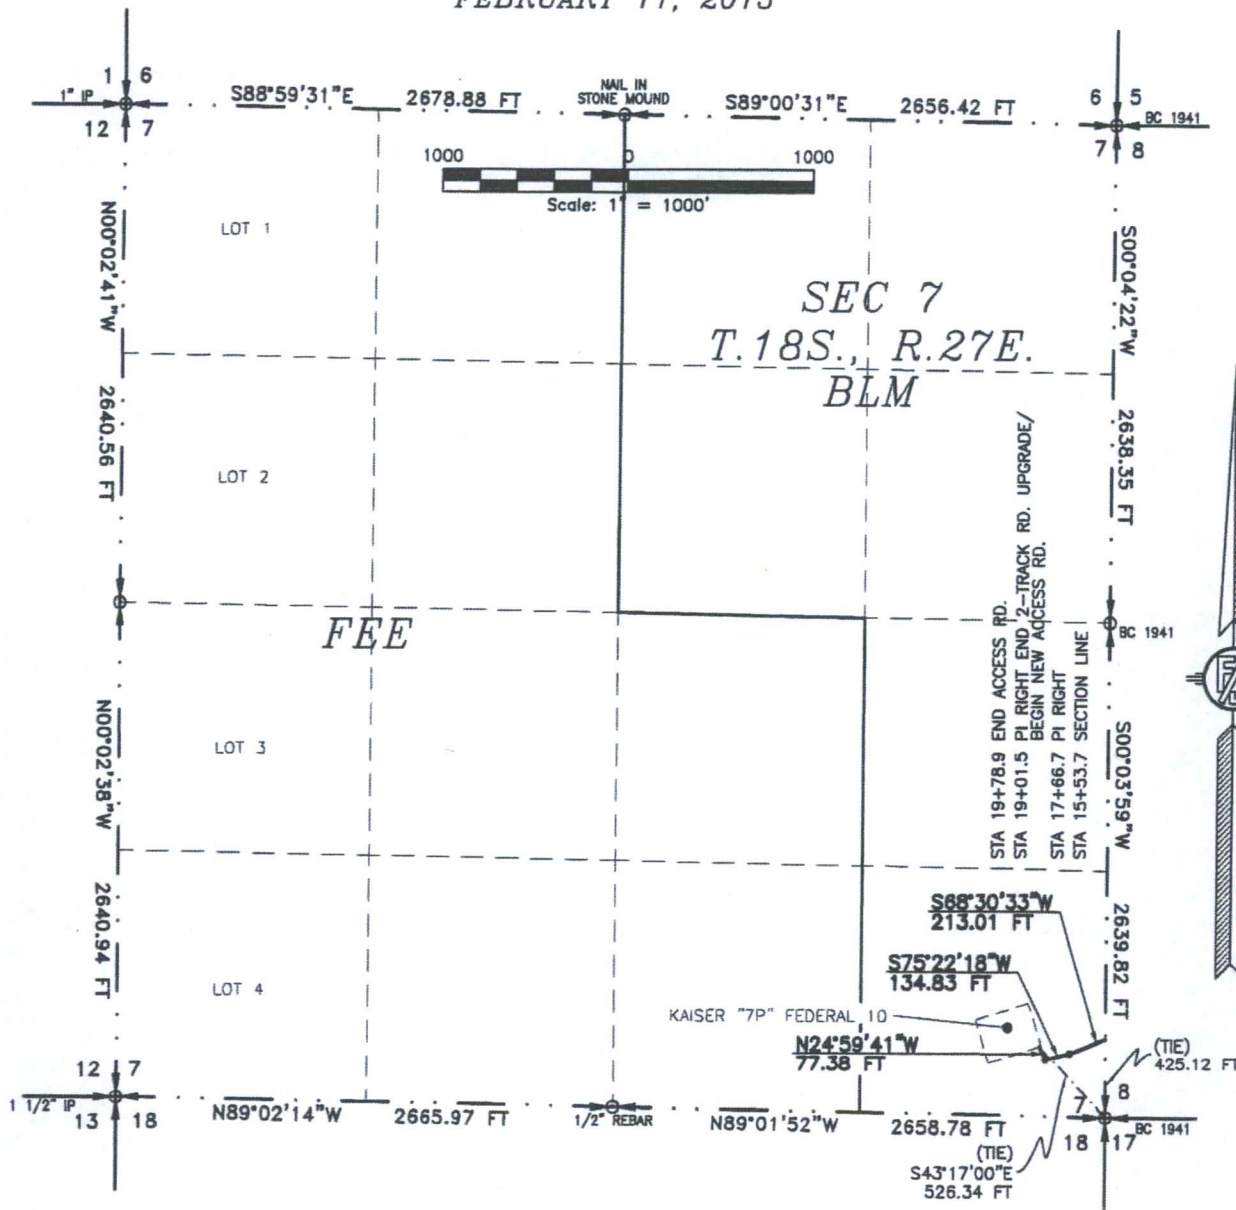 FEBRUARY 11, 2015
1 6
1" IP
12 7
S88°59'31"E 2678.88 FT
NAIL IN
STONE MOUND
S89°00'31"E 2656.42 FT
6 5
BC 1941
7 8
1000 0 1000
Scale: 1" = 1000'
N00°02'41"W 2640.56 FT
LOT 1
SEC 7
T.18S., R.27E.
BLM
S00°04'22"W 2638.35 FT
LOT 2
FEE
BC 1941
STA 19+78.9 END ACCESS RD.
STA 19+01.5 PI RIGHT END 2-TRACK RD. UPGRADE/
BEGIN NEW ACCESS RD.
STA 17+66.7 PI RIGHT
STA 15+53.7 SECTION LINE
N00°02'38"W 2640.94 FT
LOT 3
S00°03'59"W 2639.82 FT
S68°30'33"W
213.01 FT
S75°22'18"W
134.83 FT
LOT 4
KAISER "7P" FEDERAL 10
N24°59'41"W
77.38 FT
(TIE)
425.12 FT
12 7
1 1/2" IP
13 18
N89°02'14"W 2665.97 FT
1/2" REBAR
N89°01'52"W 2658.78 FT
7 8
BC 1941
18 17
(TIE)
S43°17'00"E
526.34 FT